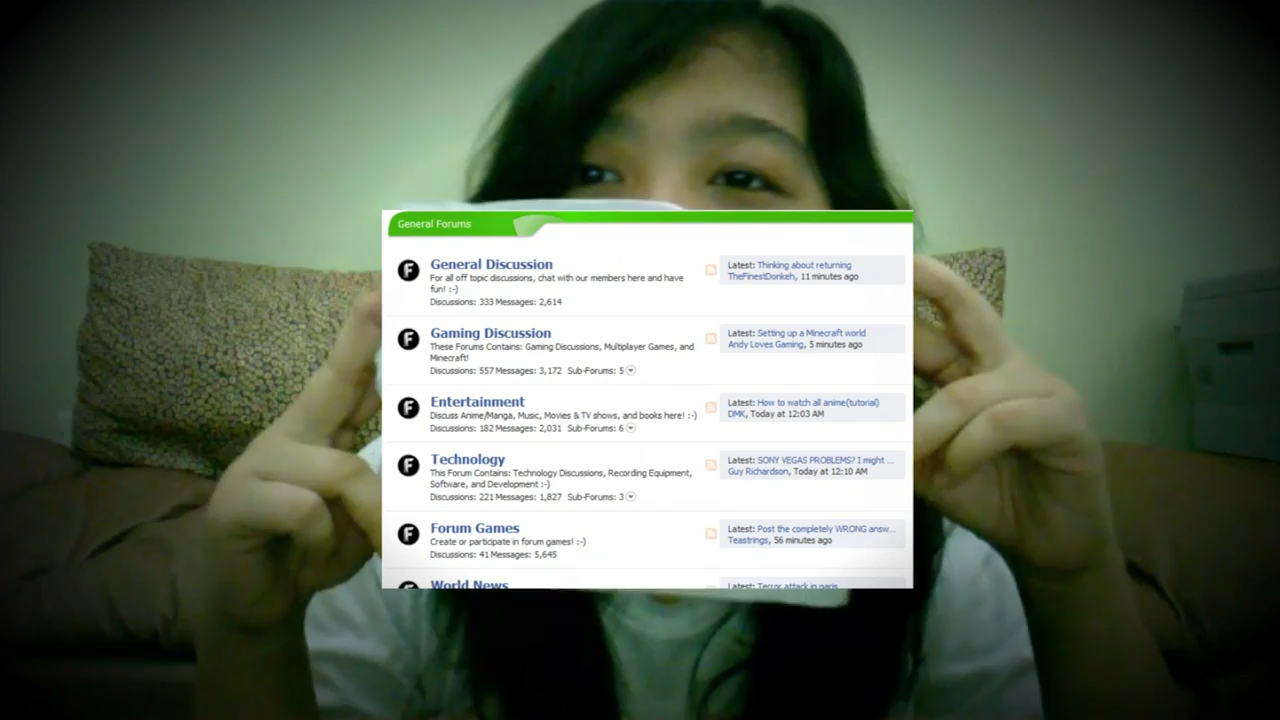 General Forums
General Discussion
For all off topic discussions, chat with our members here and have
fun! :-)
Discussions: 333 Messages: 2,614
Latest: Thinking about returning
TheFinestDonkeh, 11 minutes ago
Gaming Discussion
These Forums Contains: Gaming Discussions, Multiplayer Games, and
Minecraft!
Discussions: 557 Messages: 3,172 Sub-Forums: 5
Latest: Setting up a Minecraft world
Andy Loves Gaming, 5 minutes ago
Entertainment
Discuss Anime/Manga, Music, Movies & TV shows, and books here! :-)
Discussions: 182 Messages: 2,031 Sub-Forums: 6
Latest: How to watch all anime(tutorial)
DMK, Today at 12:03 AM
Technology
This Forum Contains: Technology Discussions, Recording Equipment,
Software, and Development :-)
Discussions: 221 Messages: 1,827 Sub-Forums: 3
Latest: SONY VEGAS PROBLEMS? I might ...
Guy Richardson, Today at 12:10 AM
Forum Games
Create or participate in forum games! :-)
Discussions: 41 Messages: 5,645
Latest: Post the completely WRONG answ...
Teastrings, 56 minutes ago
World News
Latest: Terror attack in paris